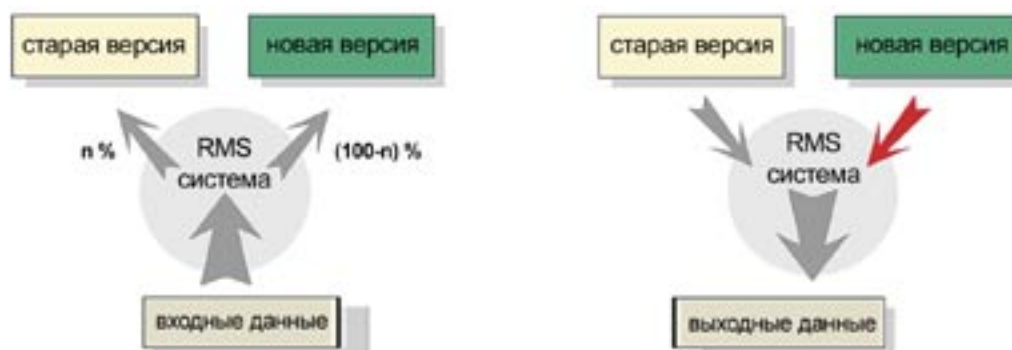 старая версия
новая версия
n %
RMS
система
(100-n) %
входные данные
старая версия
новая версия
RMS
система
выходные данные